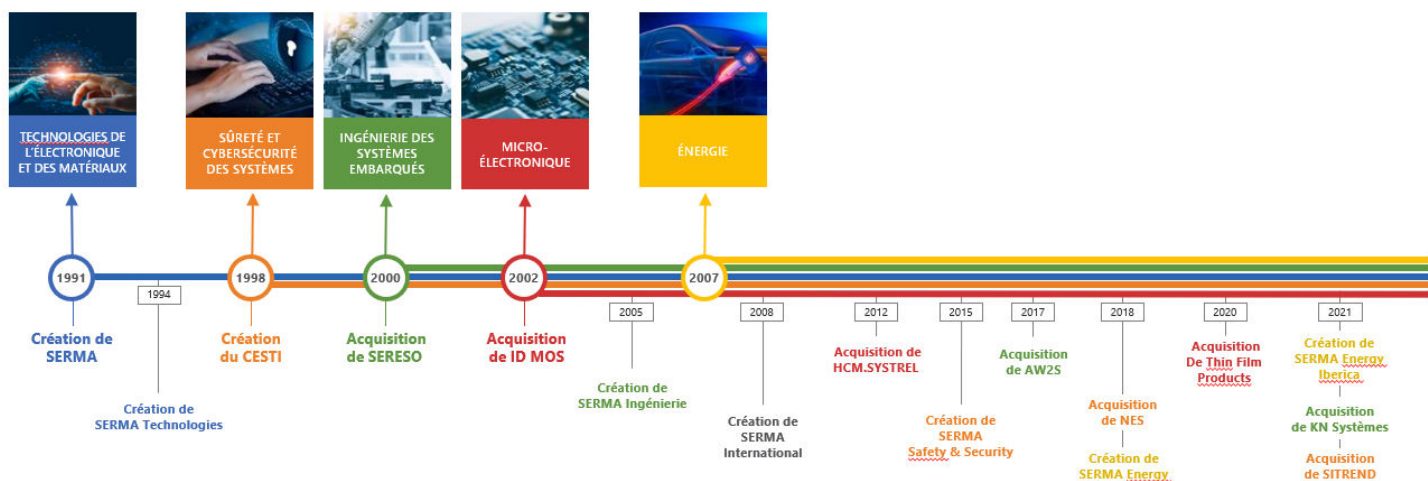 TECHNOLOGIES DE
L'ÉLECTRONIQUE
ET DES MATÉRIAUX
SÛRETÉ ET
CYBERSÉCURITÉ
DES SYSTÈMES
INGÉNIERIE DES
SYSTÈMES
EMBARQUÉS
MICRO-
ÉLECTRONIQUE
ÉNERGIE
1991
1998
2000
2002
2007
1994
2005
2008
2012
2015
2017
2018
2020
2021
Création de
SERMA
Création
du CESTI
Acquisition
de SERESO
Acquisition
de ID MOS
Création de
SERMA Technologies
Création de
SERMA Ingénierie
Création de
SERMA
International
Acquisition de
HCM.SYSTREL
Création de
SERMA
Safety & Security
Acquisition
de AW2S
Acquisition
de NES
Création de
SERMA Energy
Acquisition
De Thin Film
Products
Création de
SERMA Energy
Iberica
Acquisition
de KN Systèmes
Acquisition
de SITREND